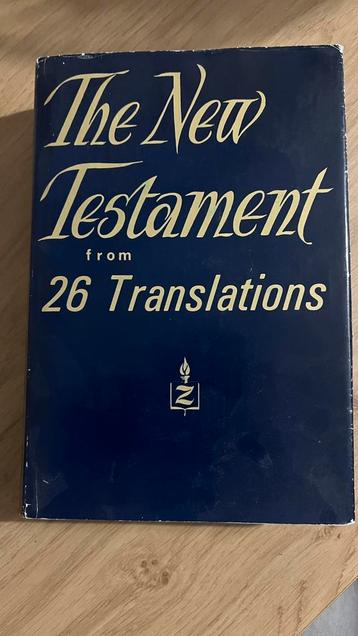 The New
Testament
from
26 Translations
Z